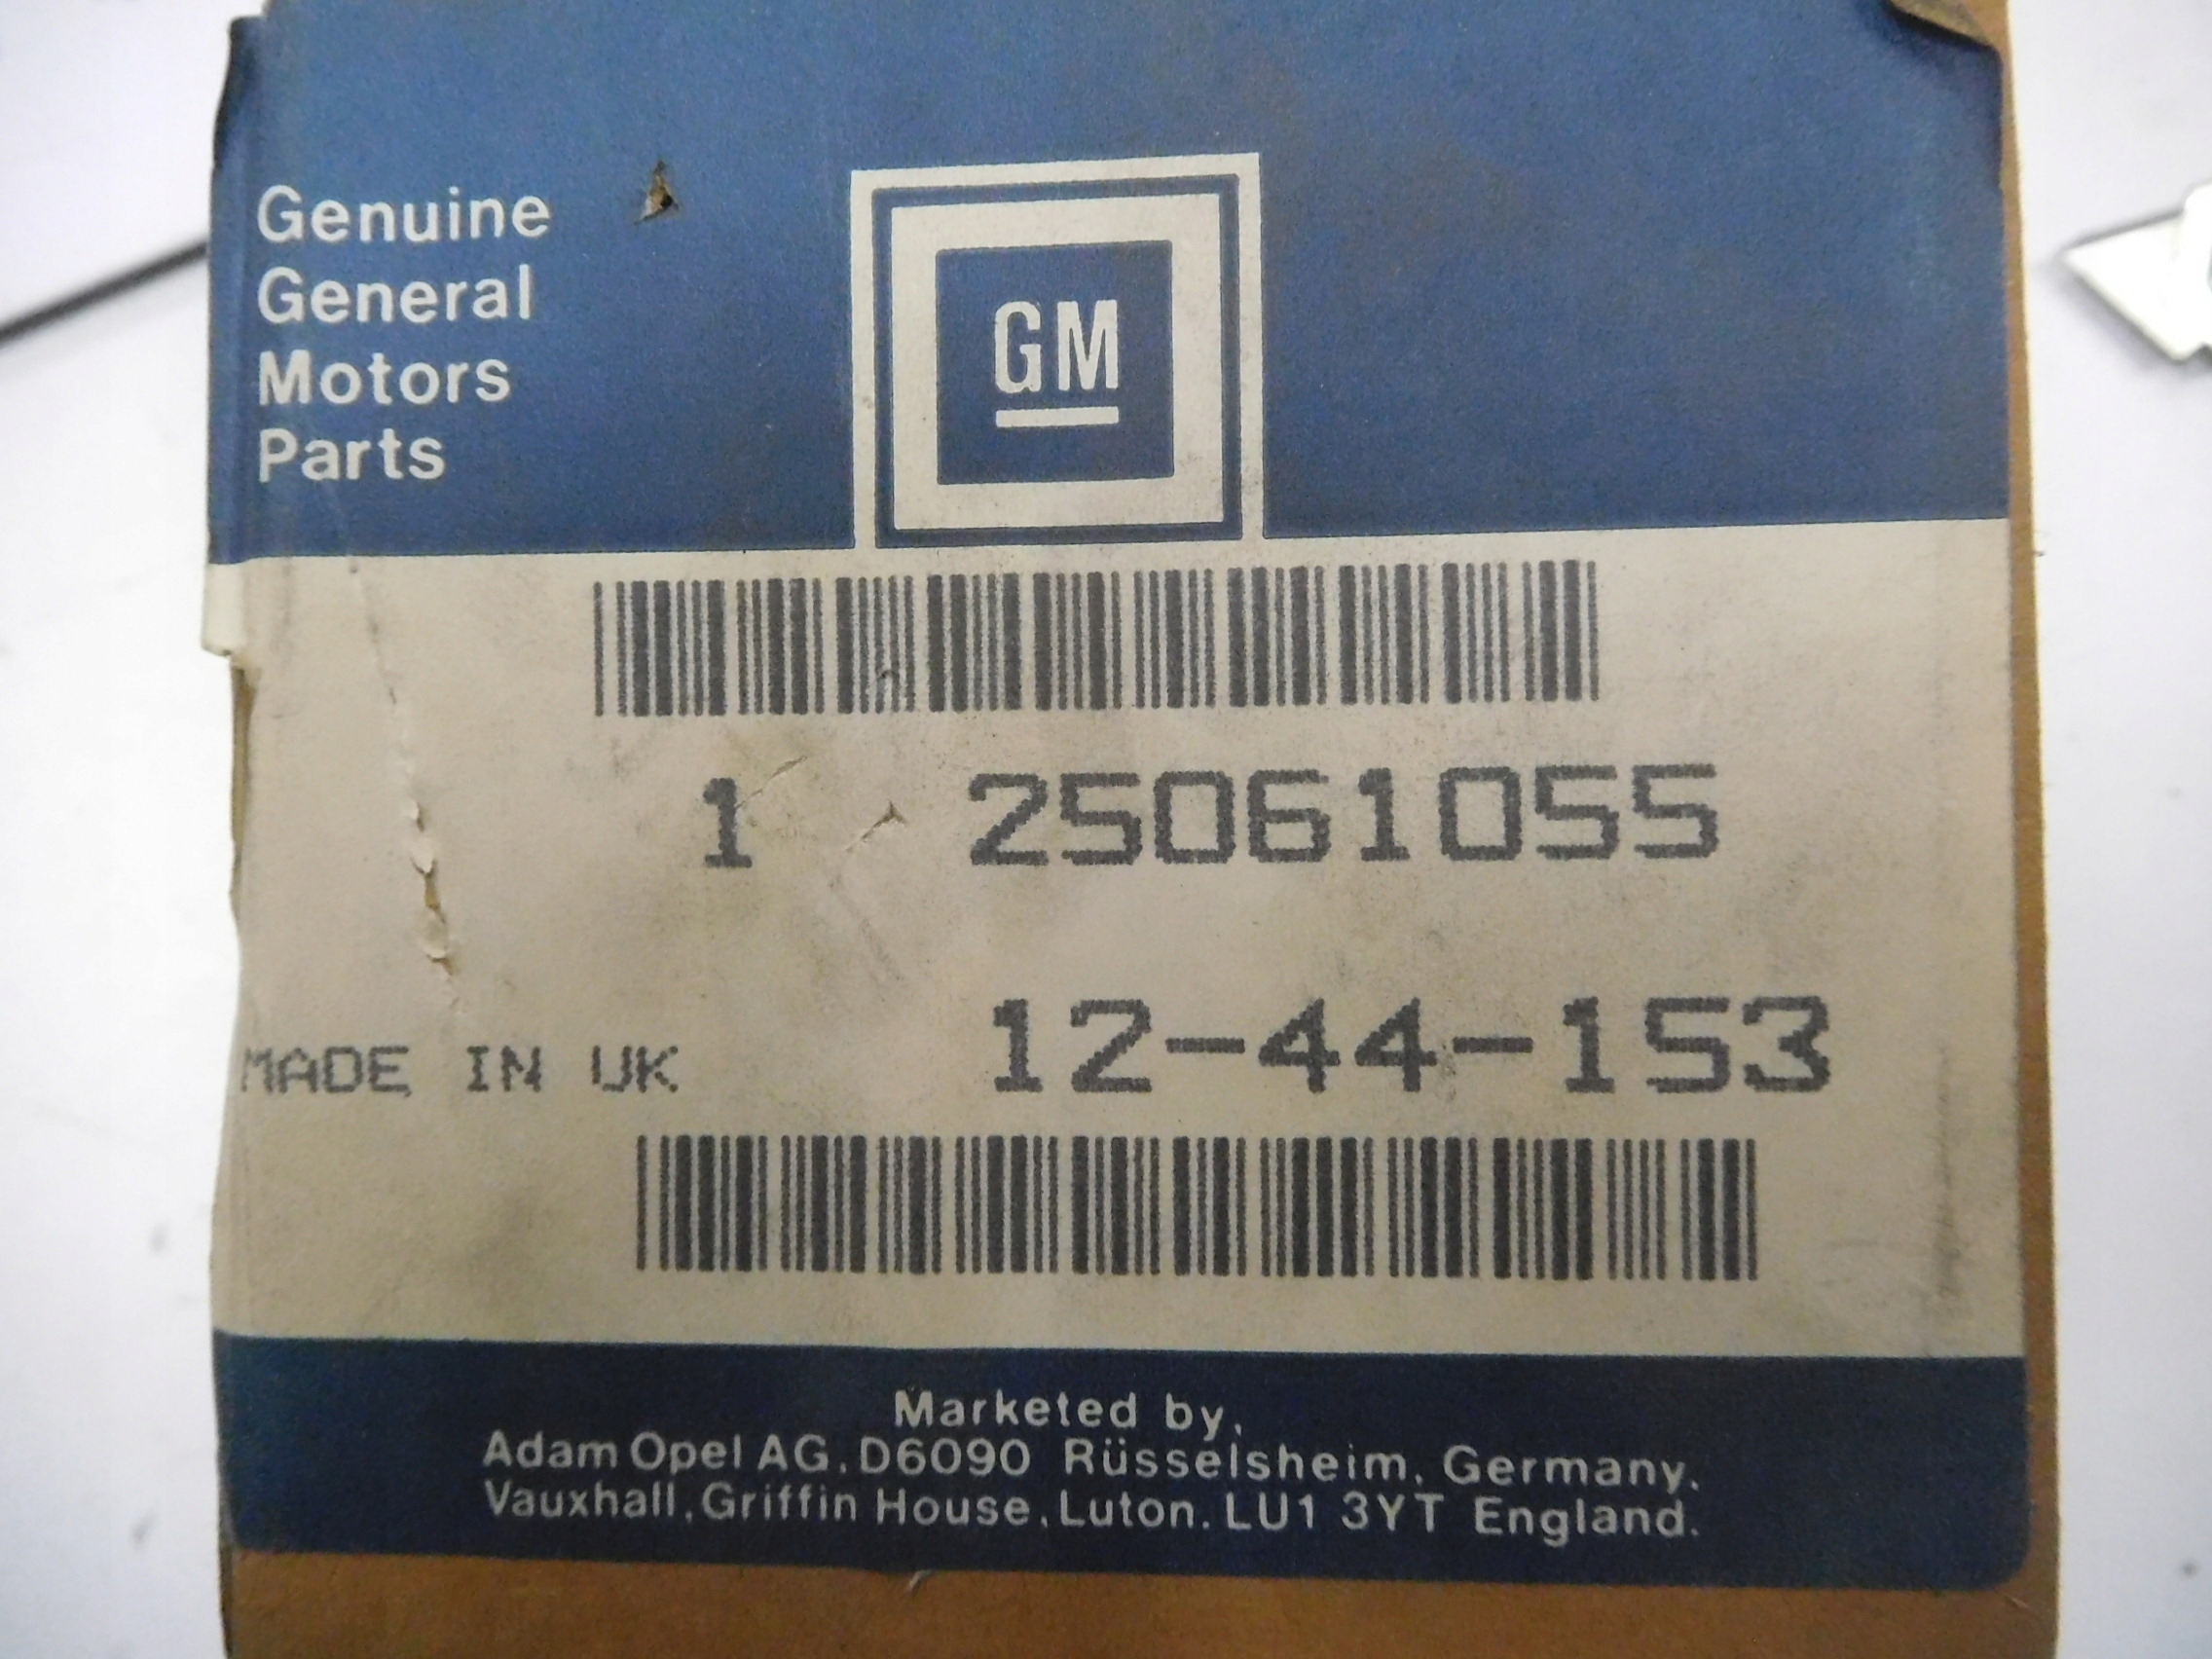 Genuine
General
Motors
Parts
GM
1 25061055
12-44-153
MADE IN UK
Marketed by,
Adam Opel AG, D6090 Rüsselsheim, Germany.
Vauxhall, Griffin House, Luton. LU1 3YT England.